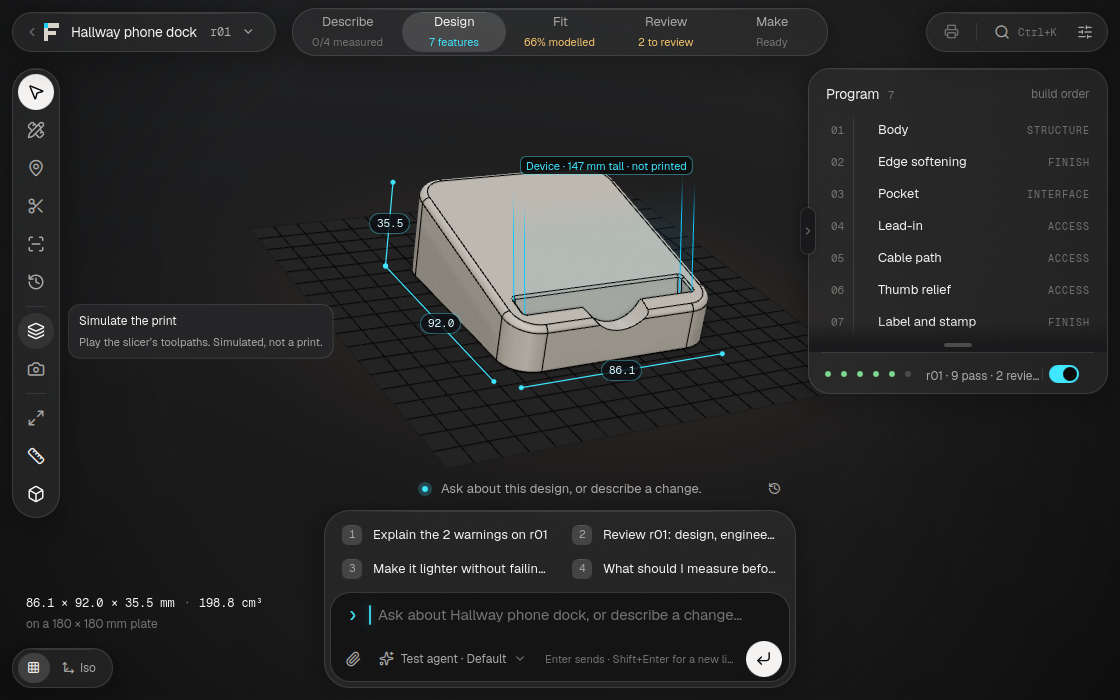 Hallway phone dock r01
Describe
0/4 measured
Design
7 features
Fit
66% modelled
Review
2 to review
Make
Ready
Ctrl+K
Program 7
build order
01 Body STRUCTURE
02 Edge softening FINISH
03 Pocket INTERFACE
04 Lead-in ACCESS
05 Cable path ACCESS
06 Thumb relief ACCESS
07 Label and stamp FINISH
r01 · 9 pass · 2 revie…
Device · 147 mm tall · not printed
35.5
92.0
86.1
Simulate the print
Play the slicer's toolpaths. Simulated, not a print.
Ask about this design, or describe a change.
1 Explain the 2 warnings on r01
2 Review r01: design, enginee…
3 Make it lighter without failin…
4 What should I measure befo…
Ask about Hallway phone dock, or describe a change…
Test agent · Default
Enter sends · Shift+Enter for a new li…
86.1 × 92.0 × 35.5 mm · 198.8 cm³
on a 180 × 180 mm plate
Iso